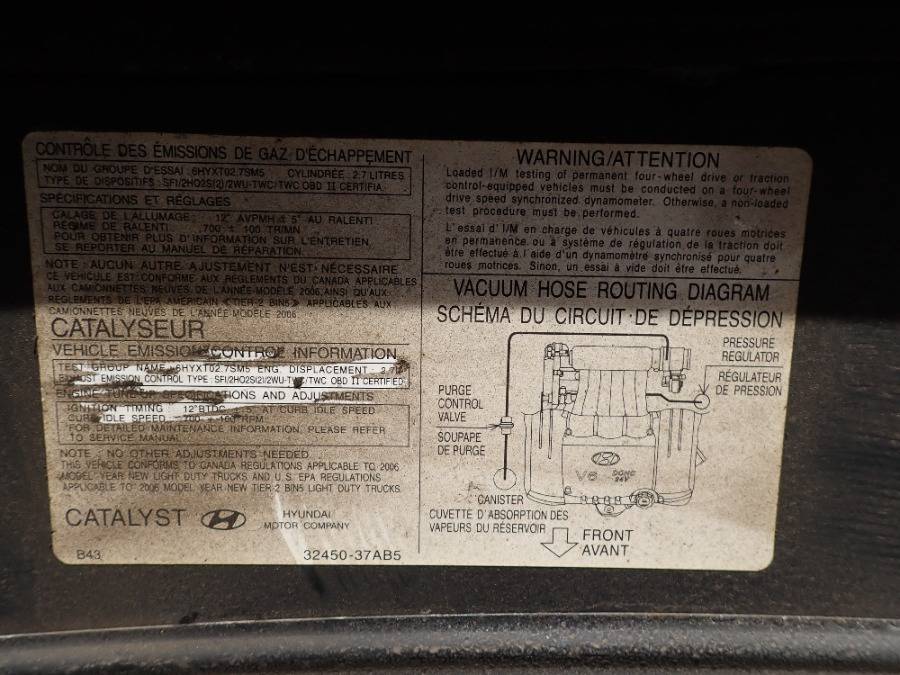 CONTRÔLE DES ÉMISSIONS DE GAZ D'ÉCHAPPEMENT
NOM DU GROUPE D'ESSAI : 6HYXT02.7SM5 CYLINDRÉE : 2.7 LITRES
TYPE DE DISPOSITIFS : SFI/2HO2S(2)/2WU-TWC/TWC OBD II CERTIFIA.
SPÉCIFICATIONS ET RÉGLAGES
CALAGE DE L'ALLUMAGE : 12° AVPMH ± 5° AU RALENTI
RÉGIME DE RALENTI : 700 ± 100 TR/MN
POUR OBTENIR PLUS D'INFORMATION SUR L'ENTRETIEN,
SE REPORTER AU MANUEL DE RÉPARATION.
NOTE : AUCUN AUTRE AJUSTEMENT N'EST NÉCESSAIRE
CE VÉHICULE EST CONFORME AUX RÈGLEMENTS DU CANADA APPLICABLES
AUX CAMIONNETTES NEUVES DE L'ANNÉE-MODÈLE 2006 AINSI QU'AUX
RÈGLEMENTS DE L'EPA AMÉRICAIN « TIER-2 BIN5 » APPLICABLES AUX
CAMIONNETTES NEUVES DE L'ANNÉE-MODÈLE 2006
CATALYSEUR
VEHICLE EMISSION CONTROL INFORMATION
TEST GROUP NAME : 6HYXT02.7SM5 ENG. DISPLACEMENT :
EXHAUST EMISSION CONTROL TYPE : SFI/2HO2S(2)/2WU-TWC/TWC OBD II CERTIFIED
ENGINE TUNE-UP SPECIFICATIONS AND ADJUSTMENTS
IGNITION TIMING : 12°BTDC 5° AT CURB IDLE SPEED
CURB IDLE SPEED : 700 ± 100 RPM
FOR DETAILED MAINTENANCE INFORMATION, PLEASE REFER
TO SERVICE MANUAL
NOTE : NO OTHER ADJUSTMENTS NEEDED
THIS VEHICLE CONFORMS TO CANADA REGULATIONS APPLICABLE TO 2006
MODEL YEAR NEW LIGHT DUTY TRUCKS AND U.S. EPA REGULATIONS
APPLICABLE TO 2006 MODEL YEAR NEW TIER-2 BIN5 LIGHT DUTY TRUCKS.
CATALYST HYUNDAI
MOTOR COMPANY
B43 32450-37AB5
WARNING/ATTENTION
Loaded I/M testing of permanent four-wheel drive or traction
control-equipped vehicles must be conducted on a four-wheel
drive speed synchronized dynamometer. Otherwise, a non-loaded
test procedure must be performed.
L'essai d'I/M en charge de véhicules à quatre roues motrices
en permanence ou à système de régulation de la traction doit
être effectué à l'aide d'un dynamomètre synchronisé pour quatre
roues motrices. Sinon, un essai à vide doit être effectué.
VACUUM HOSE ROUTING DIAGRAM
SCHÉMA DU CIRCUIT DE DÉPRESSION
PRESSURE
REGULATOR
RÉGULATEUR
DE PRESSION
PURGE
CONTROL
VALVE
SOUPAPE
DE PURGE
V6 DOHC
24V
CANISTER
CUVETTE D'ABSORPTION DES
VAPEURS DU RÉSERVOIR
FRONT
AVANT